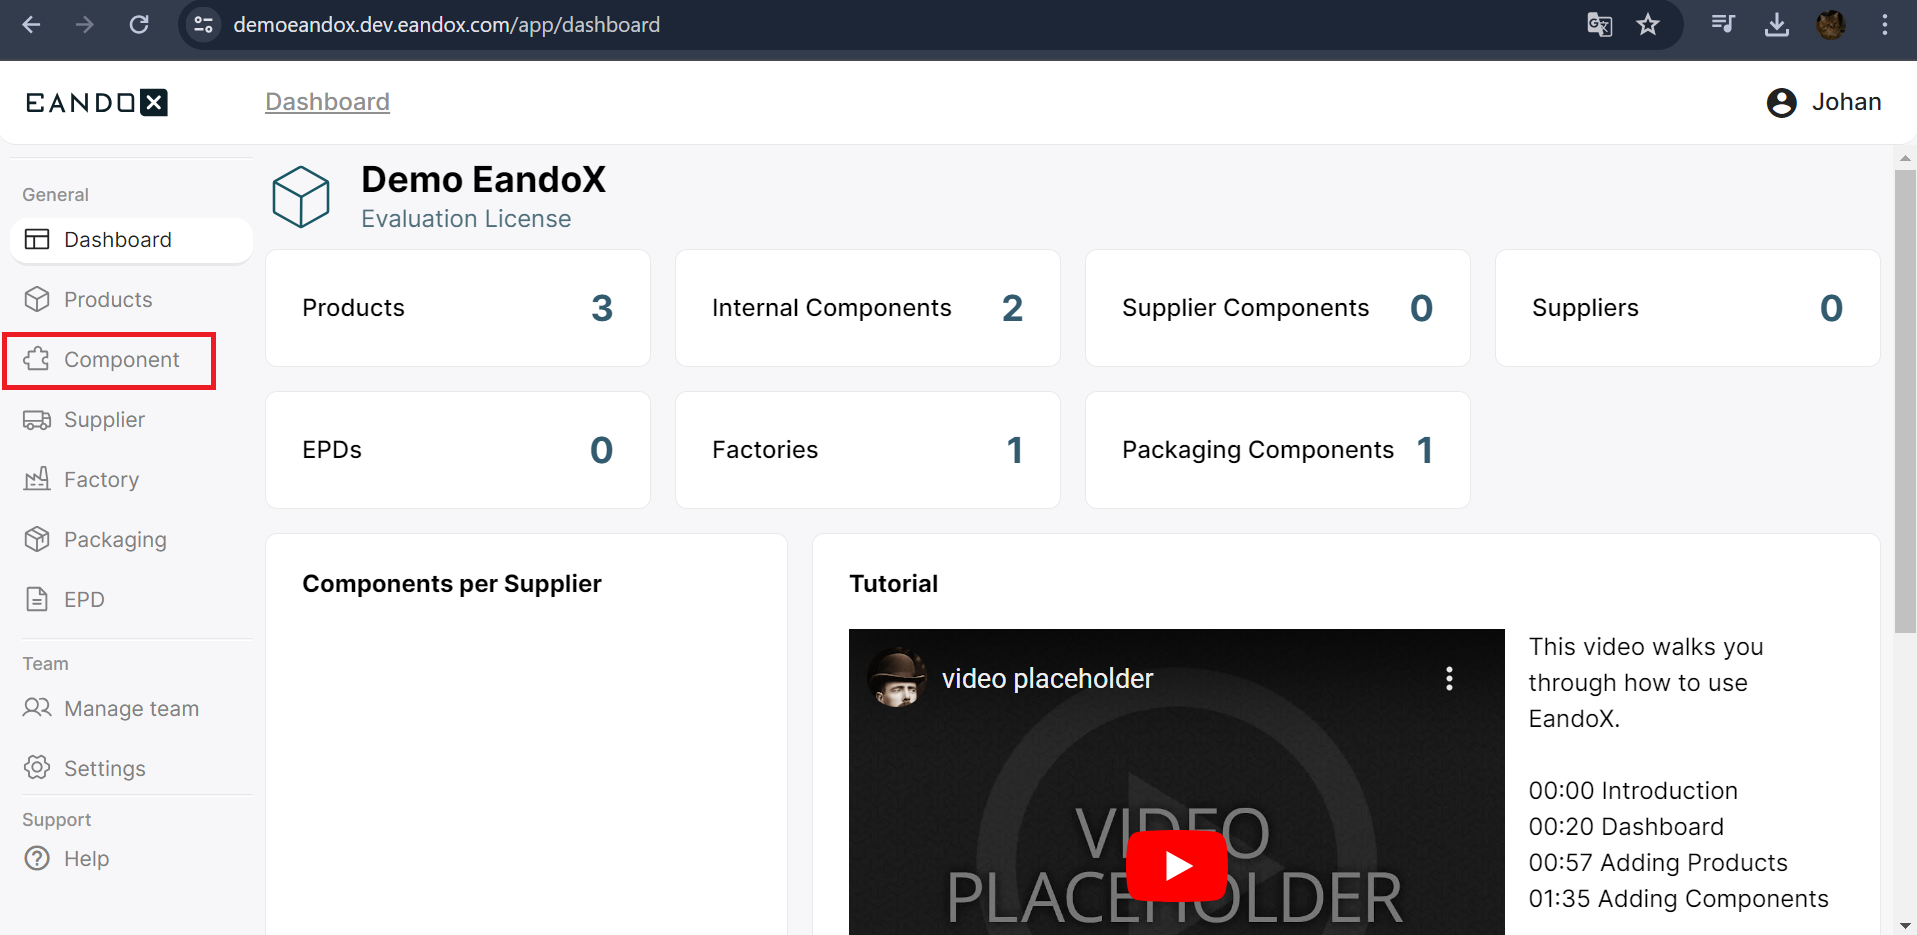 demoeandox.dev.eandox.com/app/dashboard
EANDOX
Dashboard
Johan
General
Dashboard
Products
Component
Supplier
Factory
Packaging
EPD
Team
Manage team
Settings
Support
Help
Demo EandoX
Evaluation License
Products 3
Internal Components 2
Supplier Components 0
Suppliers 0
EPDs 0
Factories 1
Packaging Components 1
Components per Supplier
Tutorial
video placeholder
VIDEO
PLACEHOLDER
This video walks you
through how to use
EandoX.
00:00 Introduction
00:20 Dashboard
00:57 Adding Products
01:35 Adding Components